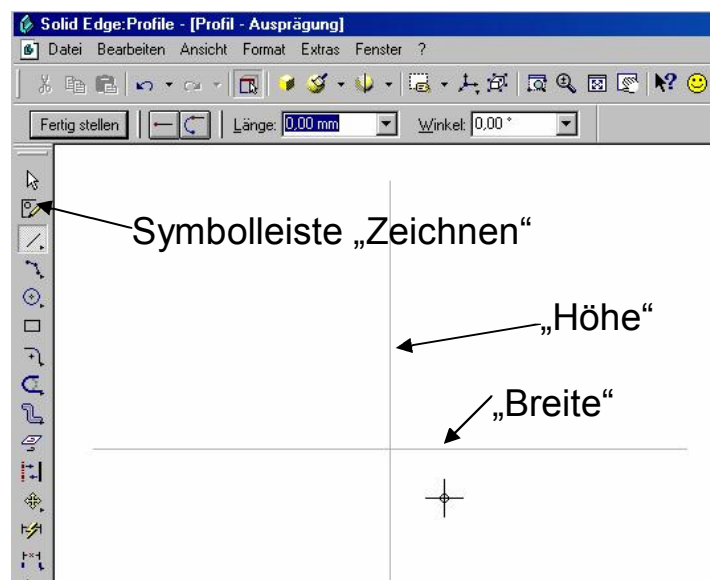 Solid Edge:Profile - [Profil - Ausprägung]
Datei Bearbeiten Ansicht Format Extras Fenster ?
Fertig stellen Länge: 0,00 mm Winkel: 0,00 °
Symbolleiste „Zeichnen“
„Höhe“
„Breite“